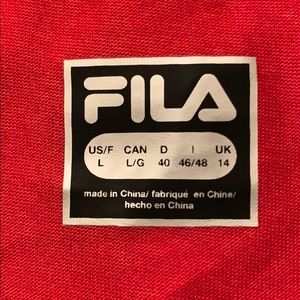 FILA
US/F CAN D I UK
L L/G 40 46/48 14
made in China/ fabriqué en Chine/
hecho en China